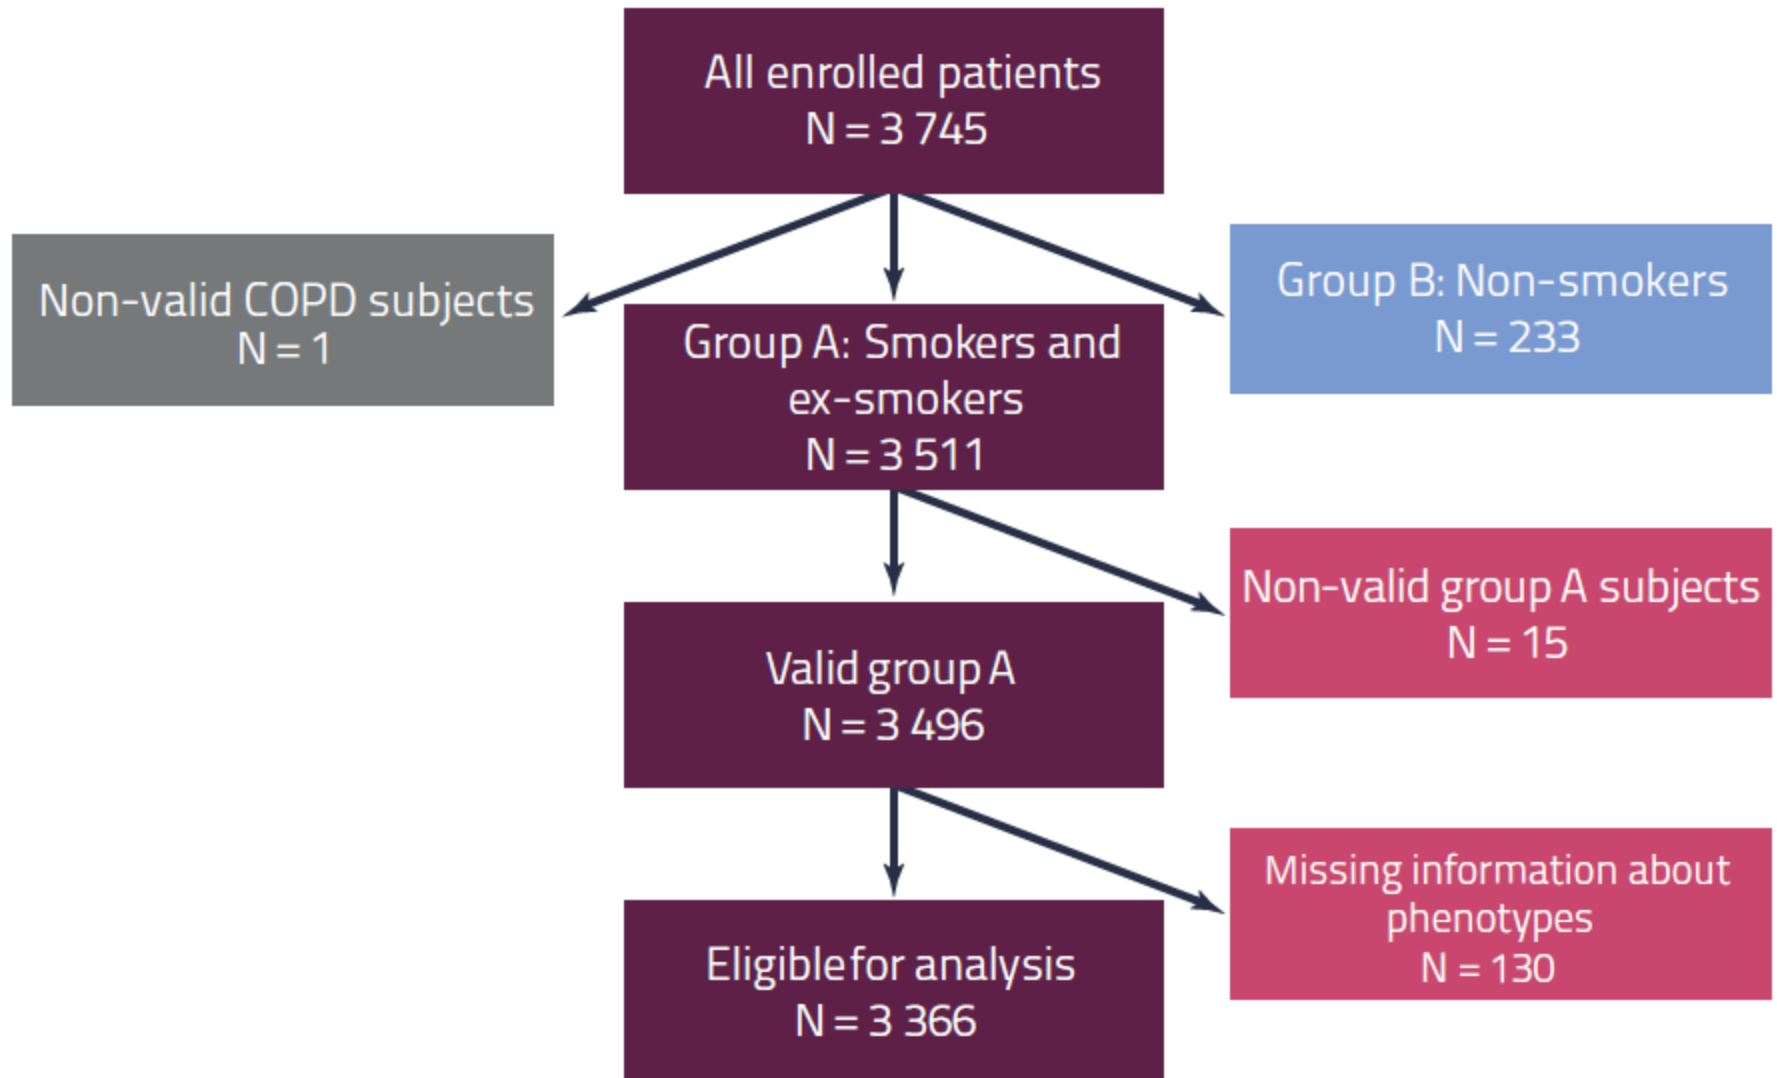 All enrolled patients
N = 3 745
Non-valid COPD subjects
N = 1
Group A: Smokers and
ex-smokers
N = 3 511
Group B: Non-smokers
N = 233
Non-valid group A subjects
N = 15
Valid group A
N = 3 496
Missing information about
phenotypes
N = 130
Eligible for analysis
N = 3 366